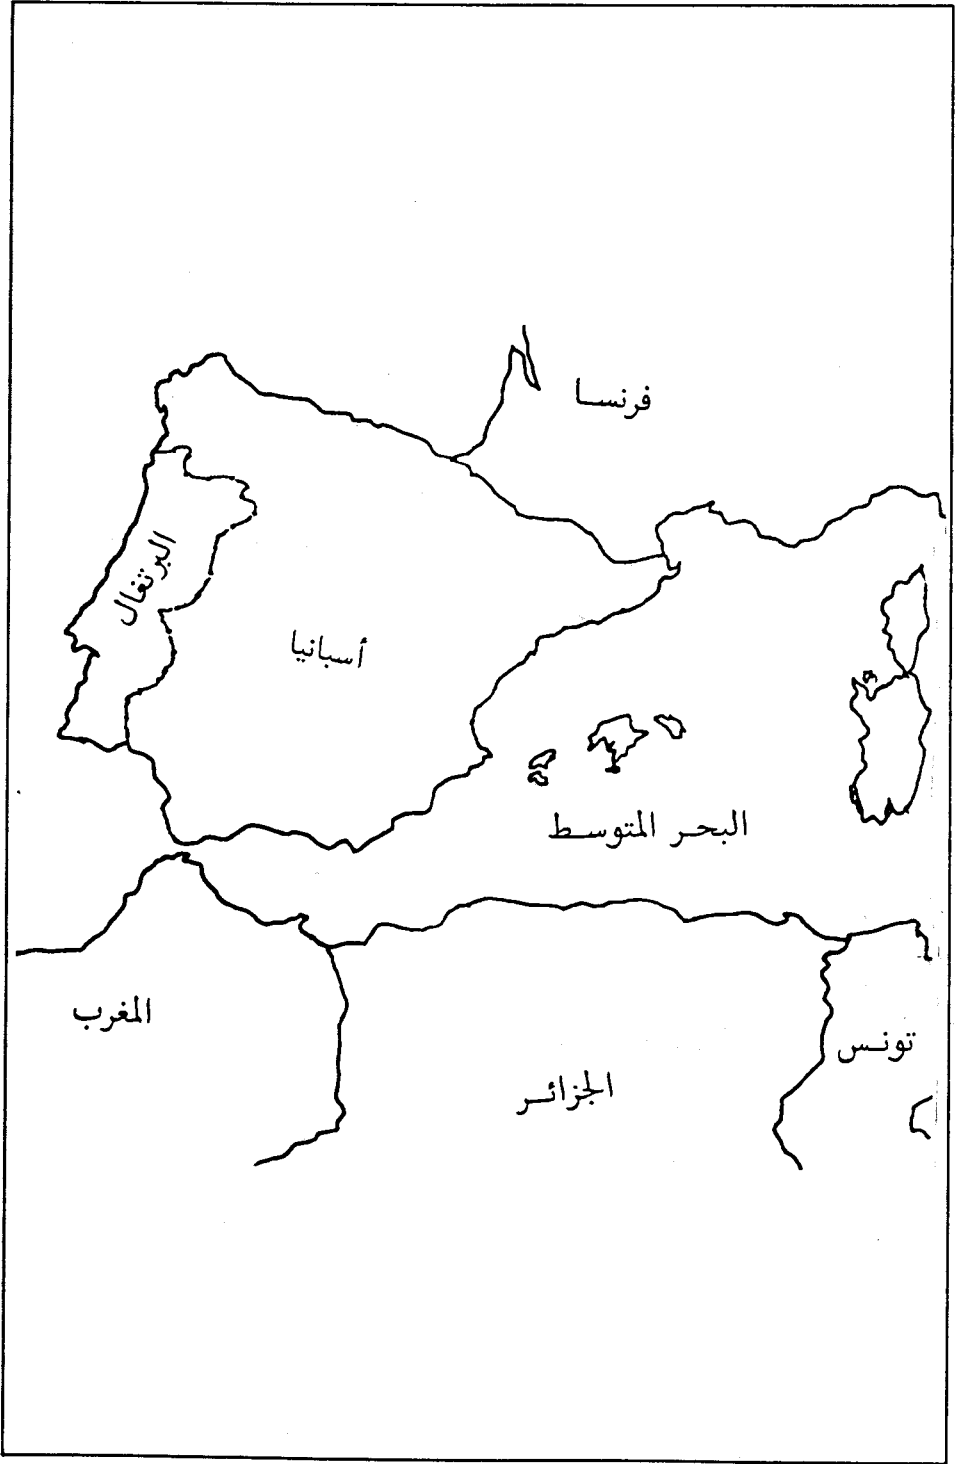 فرنسا
البرتغال
أسبانيا
البحر المتوسط
المغرب
تونس
الجزائر